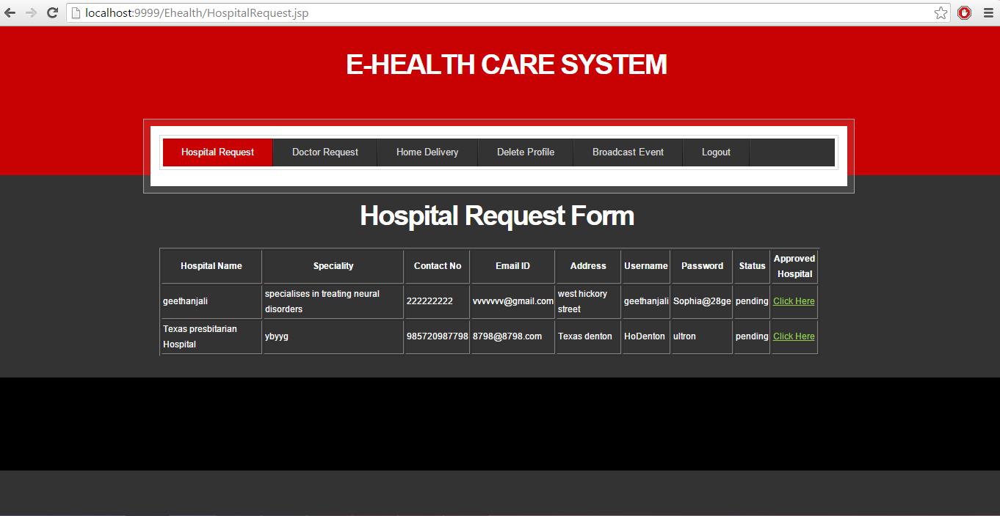 localhost:9999/Ehealth/HospitalRequest.jsp
E-HEALTH CARE SYSTEM
Hospital Request Doctor Request Home Delivery Delete Profile Broadcast Event Logout
Hospital Request Form
Hospital Name Speciality Contact No Email ID Address Username Password Status Approved Hospital
geethanjali specialises in treating neural disorders 222222222 vvvvvvv@gmail.com west hickory street geethanjali Sophia@28ge pending Click Here
Texas presbitarian Hospital ybyyg 985720987798 8798@8798.com Texas denton HoDenton ultron pending Click Here